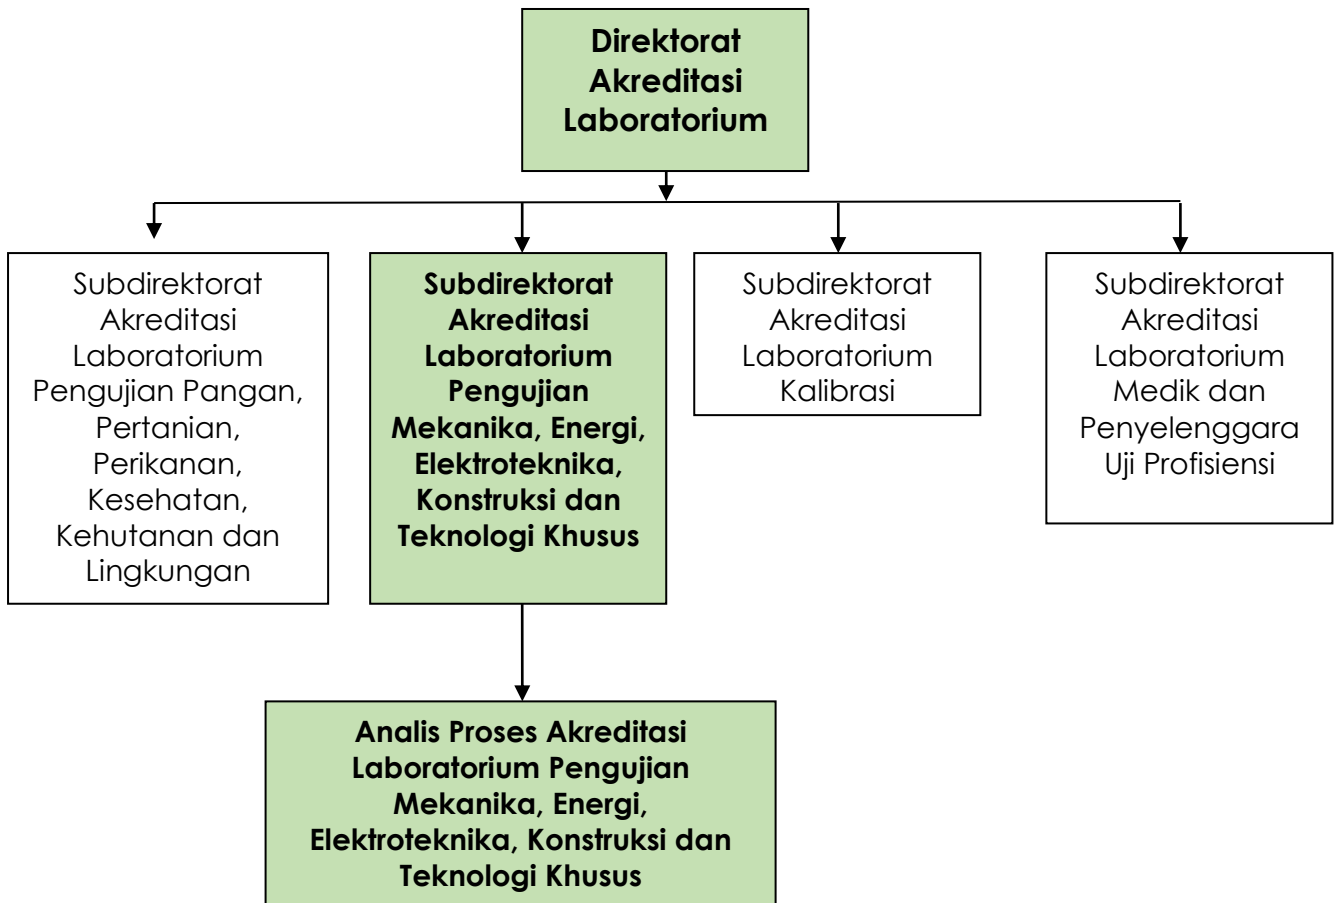 Direktorat
Akreditasi
Laboratorium
Subdirektorat
Akreditasi
Laboratorium
Pengujian Pangan,
Pertanian,
Perikanan,
Kesehatan,
Kehutanan dan
Lingkungan
Subdirektorat
Akreditasi
Laboratorium
Pengujian
Mekanika, Energi,
Elektroteknika,
Konstruksi dan
Teknologi Khusus
Subdirektorat
Akreditasi
Laboratorium
Kalibrasi
Subdirektorat
Akreditasi
Laboratorium
Medik dan
Penyelenggara
Uji Profisiensi
Analis Proses Akreditasi
Laboratorium Pengujian
Mekanika, Energi,
Elektroteknika, Konstruksi dan
Teknologi Khusus